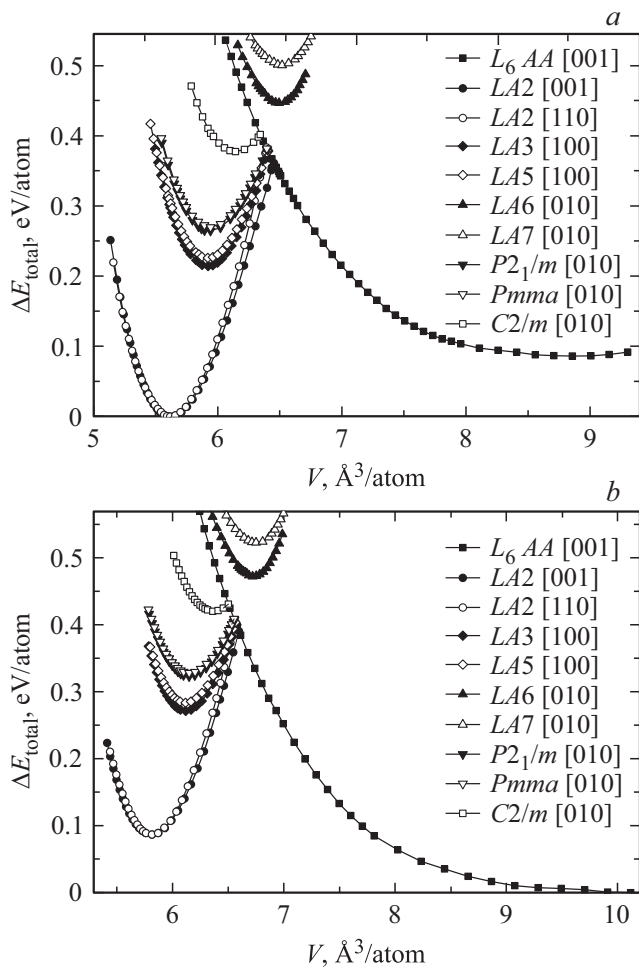 a
0.5
0.4
0.3
0.2
0.1
0
ΔE_total, eV/atom
L₆ AA [001]
LA2 [001]
LA2 [110]
LA3 [100]
LA5 [100]
LA6 [010]
LA7 [010]
P2₁/m [010]
Pmma [010]
C2/m [010]
5 6 7 8 9
V, Å³/atom
b
0.5
0.4
0.3
0.2
0.1
0
ΔE_total, eV/atom
L₆ AA [001]
LA2 [001]
LA2 [110]
LA3 [100]
LA5 [100]
LA6 [010]
LA7 [010]
P2₁/m [010]
Pmma [010]
C2/m [010]
6 7 8 9 10
V, Å³/atom